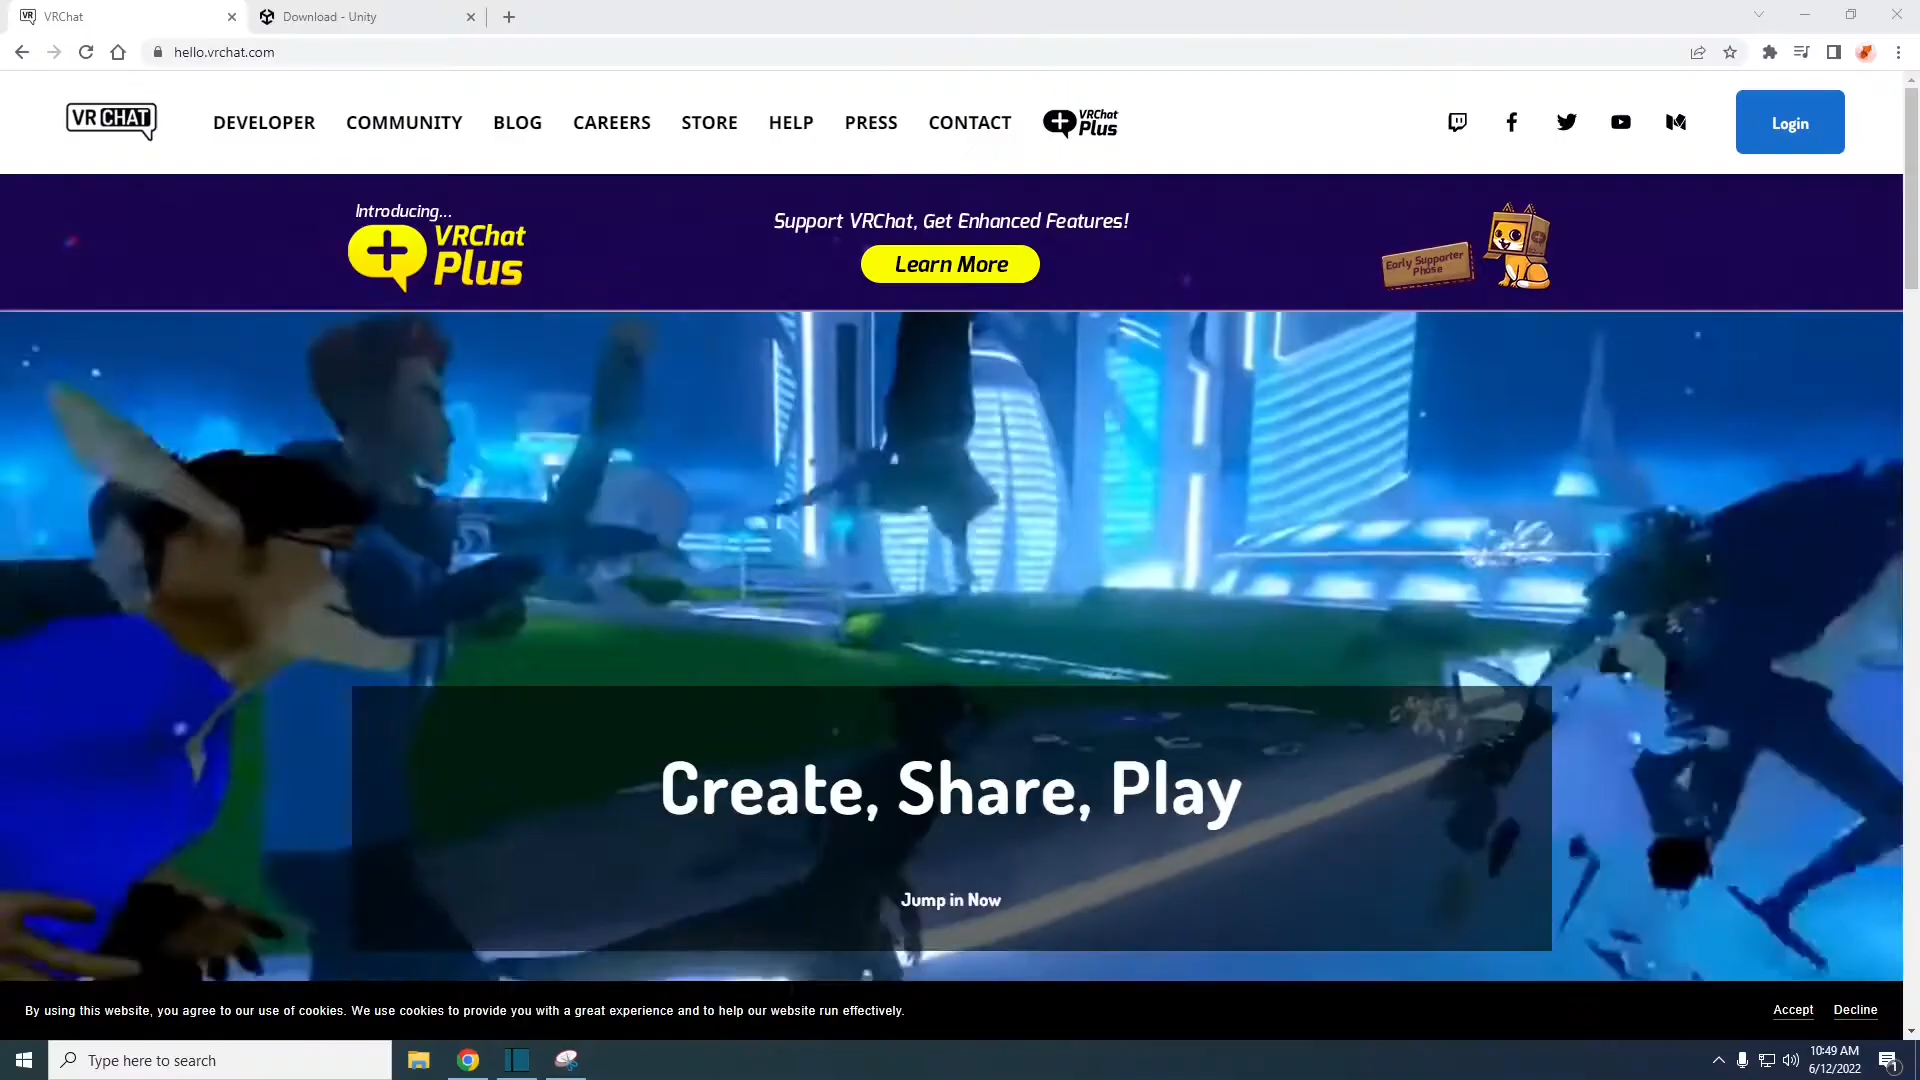 VRChat
Download - Unity
hello.vrchat.com
VR CHAT
DEVELOPER
COMMUNITY
BLOG
CAREERS
STORE
HELP
PRESS
CONTACT
VRChat
Plus
Login
Introducing...
VRChat
Plus
Support VRChat, Get Enhanced Features!
Learn More
Early Supporter
Phase
Create, Share, Play
Jump in Now
By using this website, you agree to our use of cookies. We use cookies to provide you with a great experience and to help our website run effectively.
Accept
Decline
Type here to search
10:49 AM
6/12/2022
1